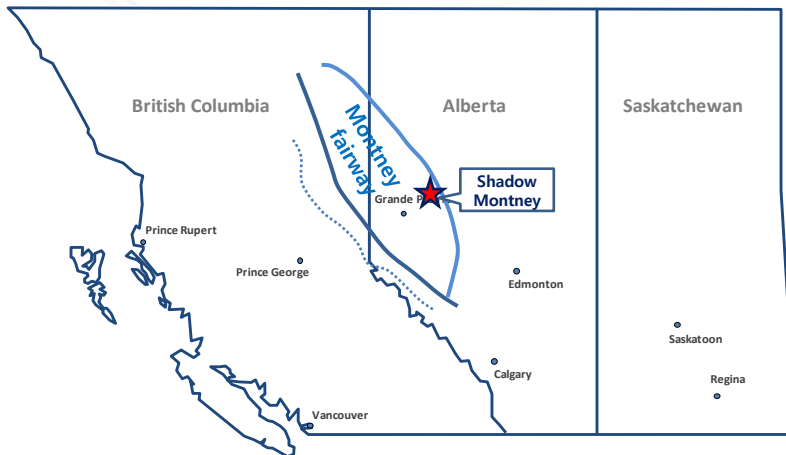 British Columbia
Alberta
Saskatchewan
Montney
fairway
Shadow
Montney
Grande
Prince Rupert
Prince George
Edmonton
Saskatoon
Calgary
Regina
Vancouver